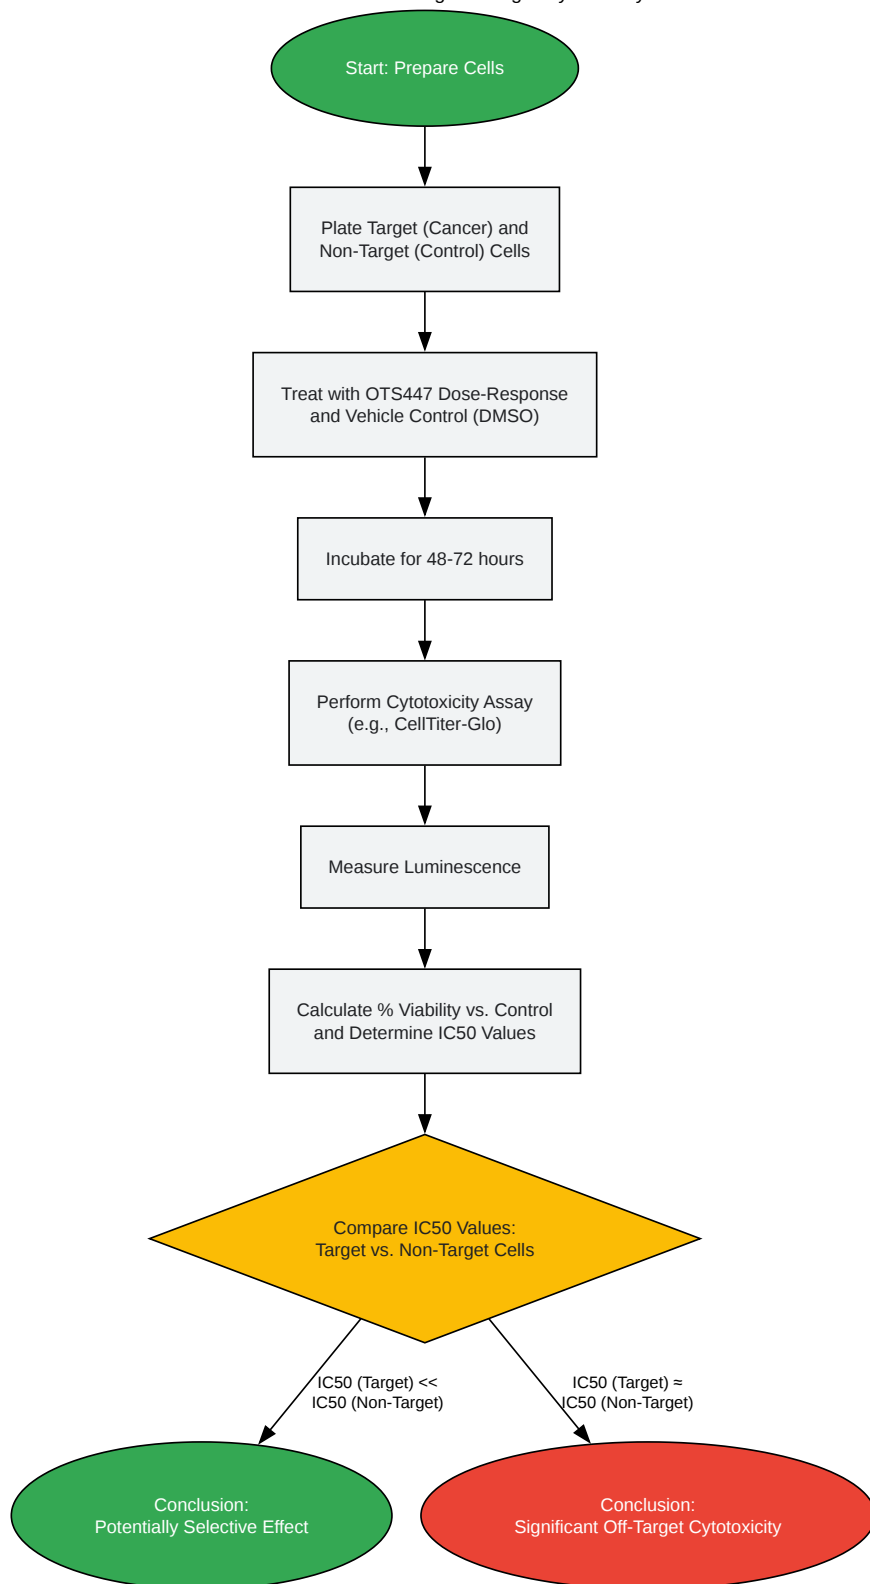 Start: Prepare Cells
Plate Target (Cancer) and
Non-Target (Control) Cells
Treat with OTS447 Dose-Response
and Vehicle Control (DMSO)
Incubate for 48-72 hours
Perform Cytotoxicity Assay
(e.g., CellTiter-Glo)
Measure Luminescence
Calculate % Viability vs. Control
and Determine IC50 Values
Compare IC50 Values:
Target vs. Non-Target Cells
IC50 (Target) <<
IC50 (Non-Target)
IC50 (Target) ≈
IC50 (Non-Target)
Conclusion:
Potentially Selective Effect
Conclusion:
Significant Off-Target Cytotoxicity